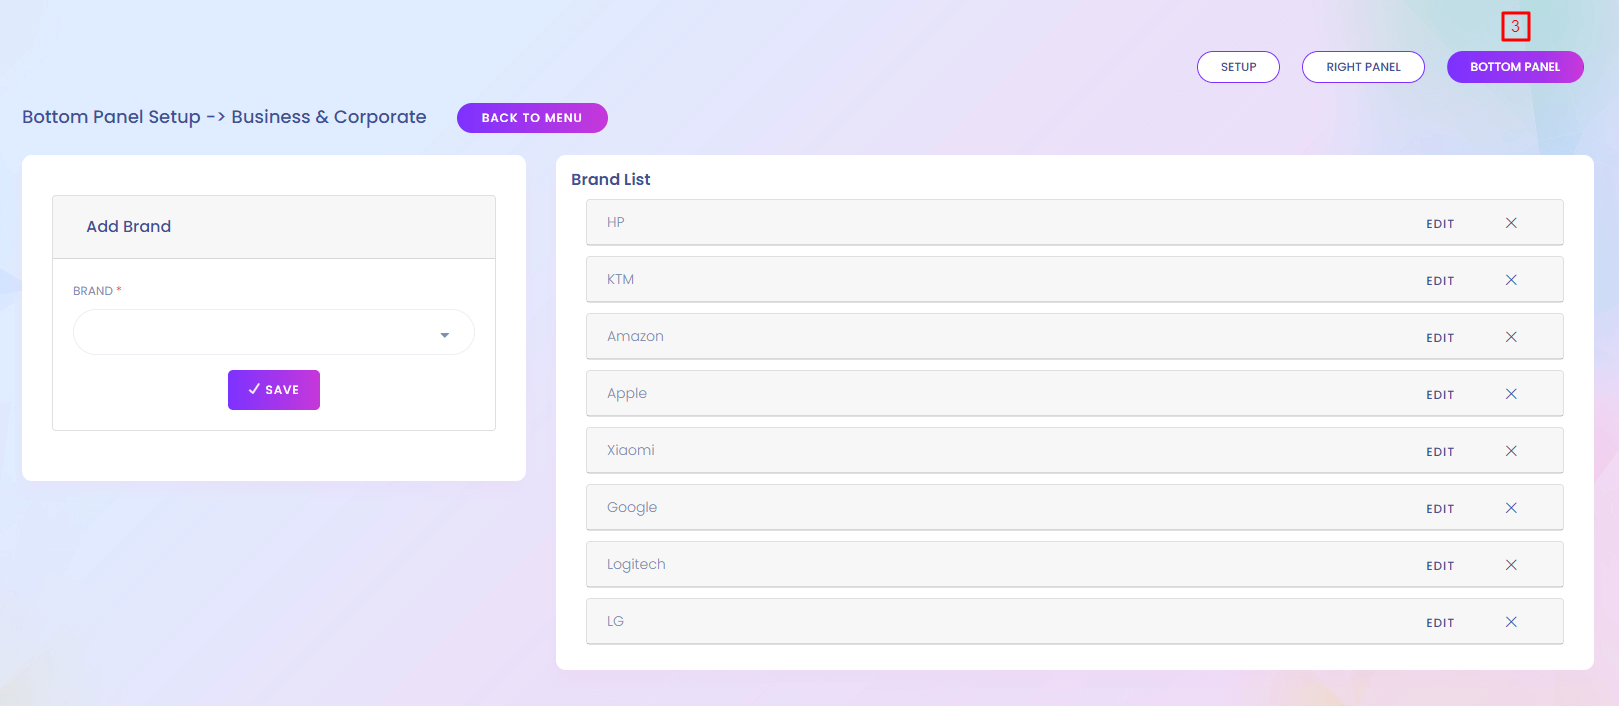 3
SETUP
RIGHT PANEL
BOTTOM PANEL
Bottom Panel Setup -> Business & Corporate
BACK TO MENU
Add Brand
BRAND *
SAVE
Brand List
HP EDIT
KTM EDIT
Amazon EDIT
Apple EDIT
Xiaomi EDIT
Google EDIT
Logitech EDIT
LG EDIT